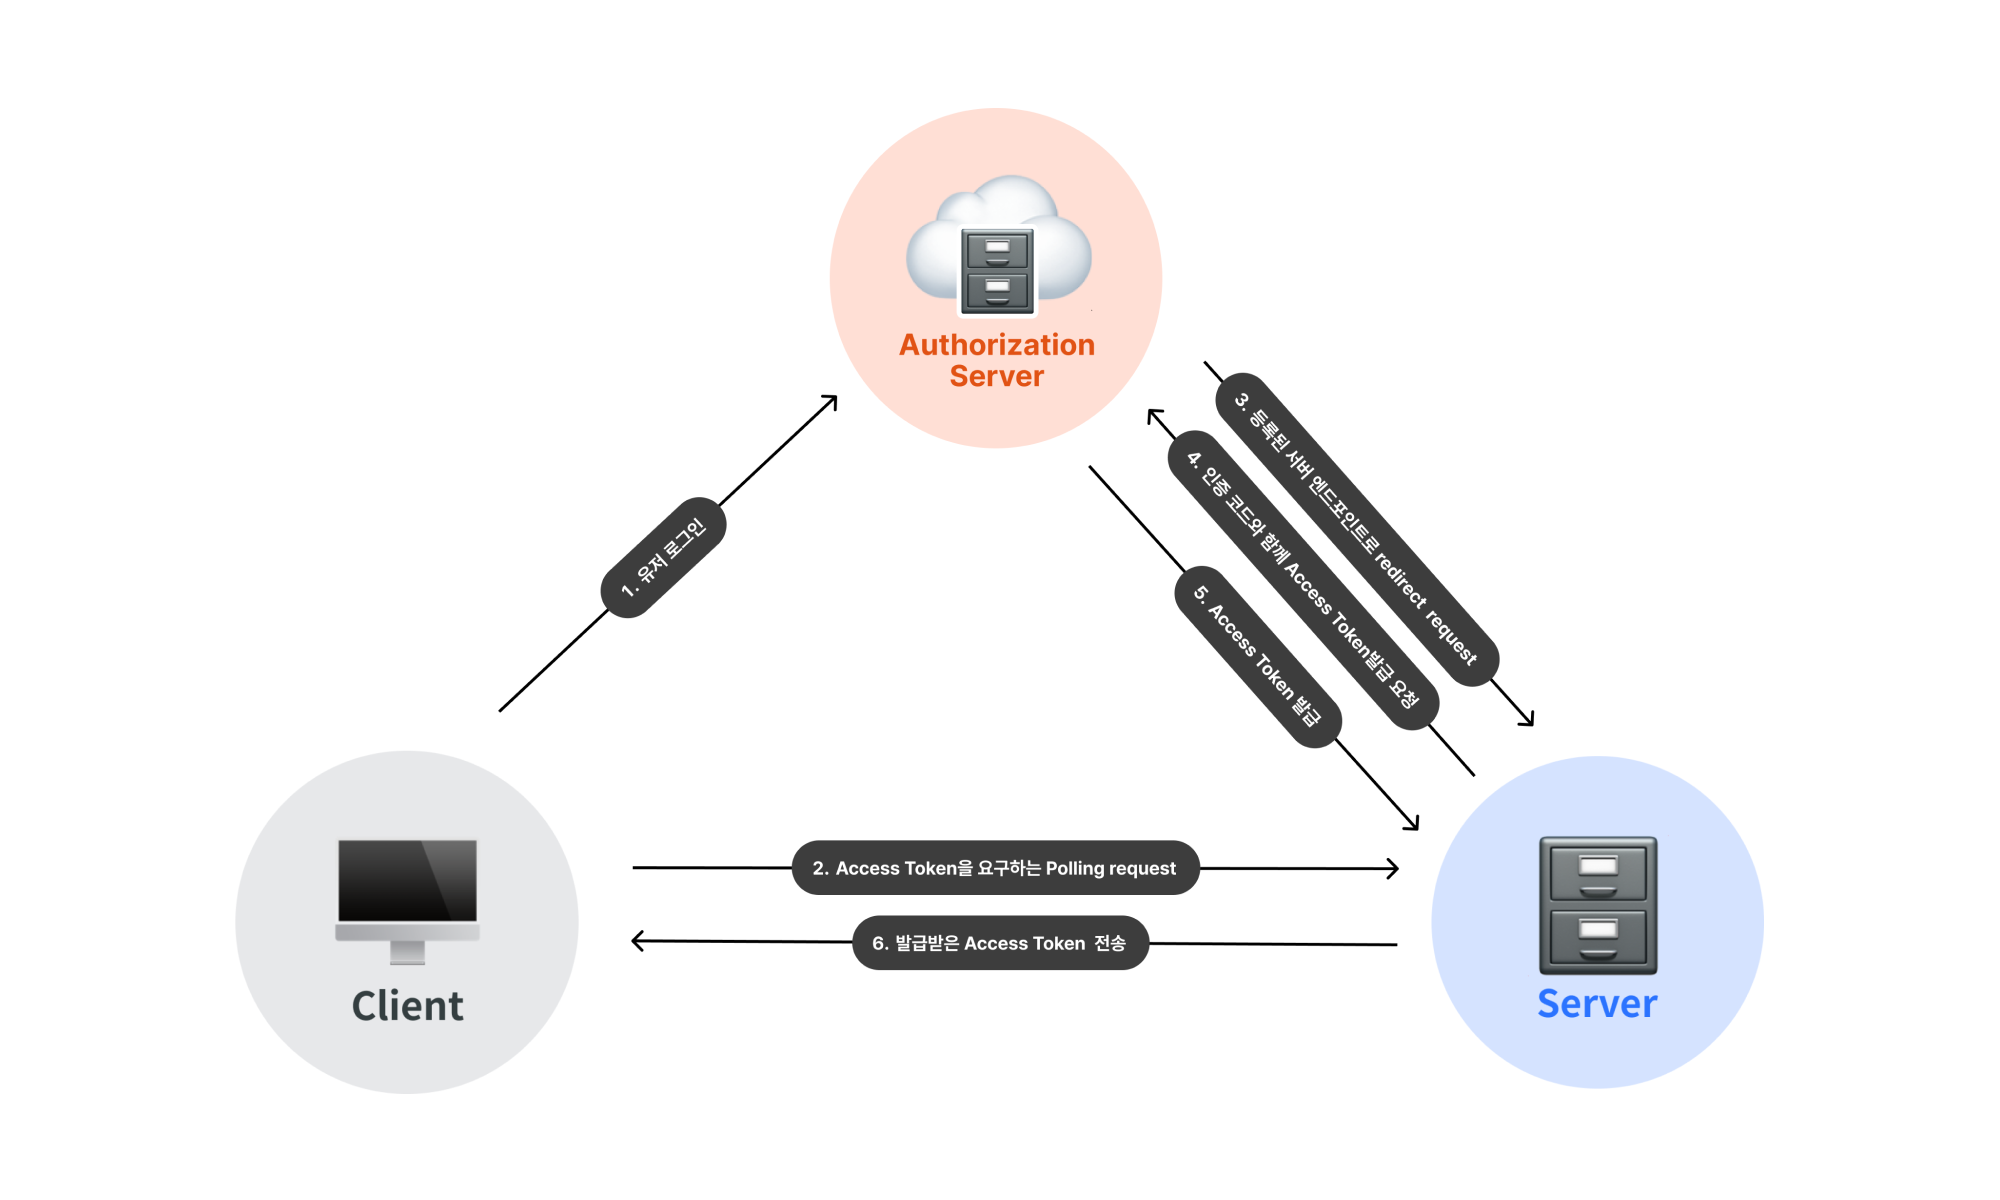 Authorization
Server
1. 유저 로그인
3. 등록된 서버 엔드포인트로 redirect request
4. 인증 코드와 함께 Access Token발급 요청
5. Access Token 발급
2. Access Token을 요구하는 Polling request
6. 발급받은 Access Token 전송
Client
Server